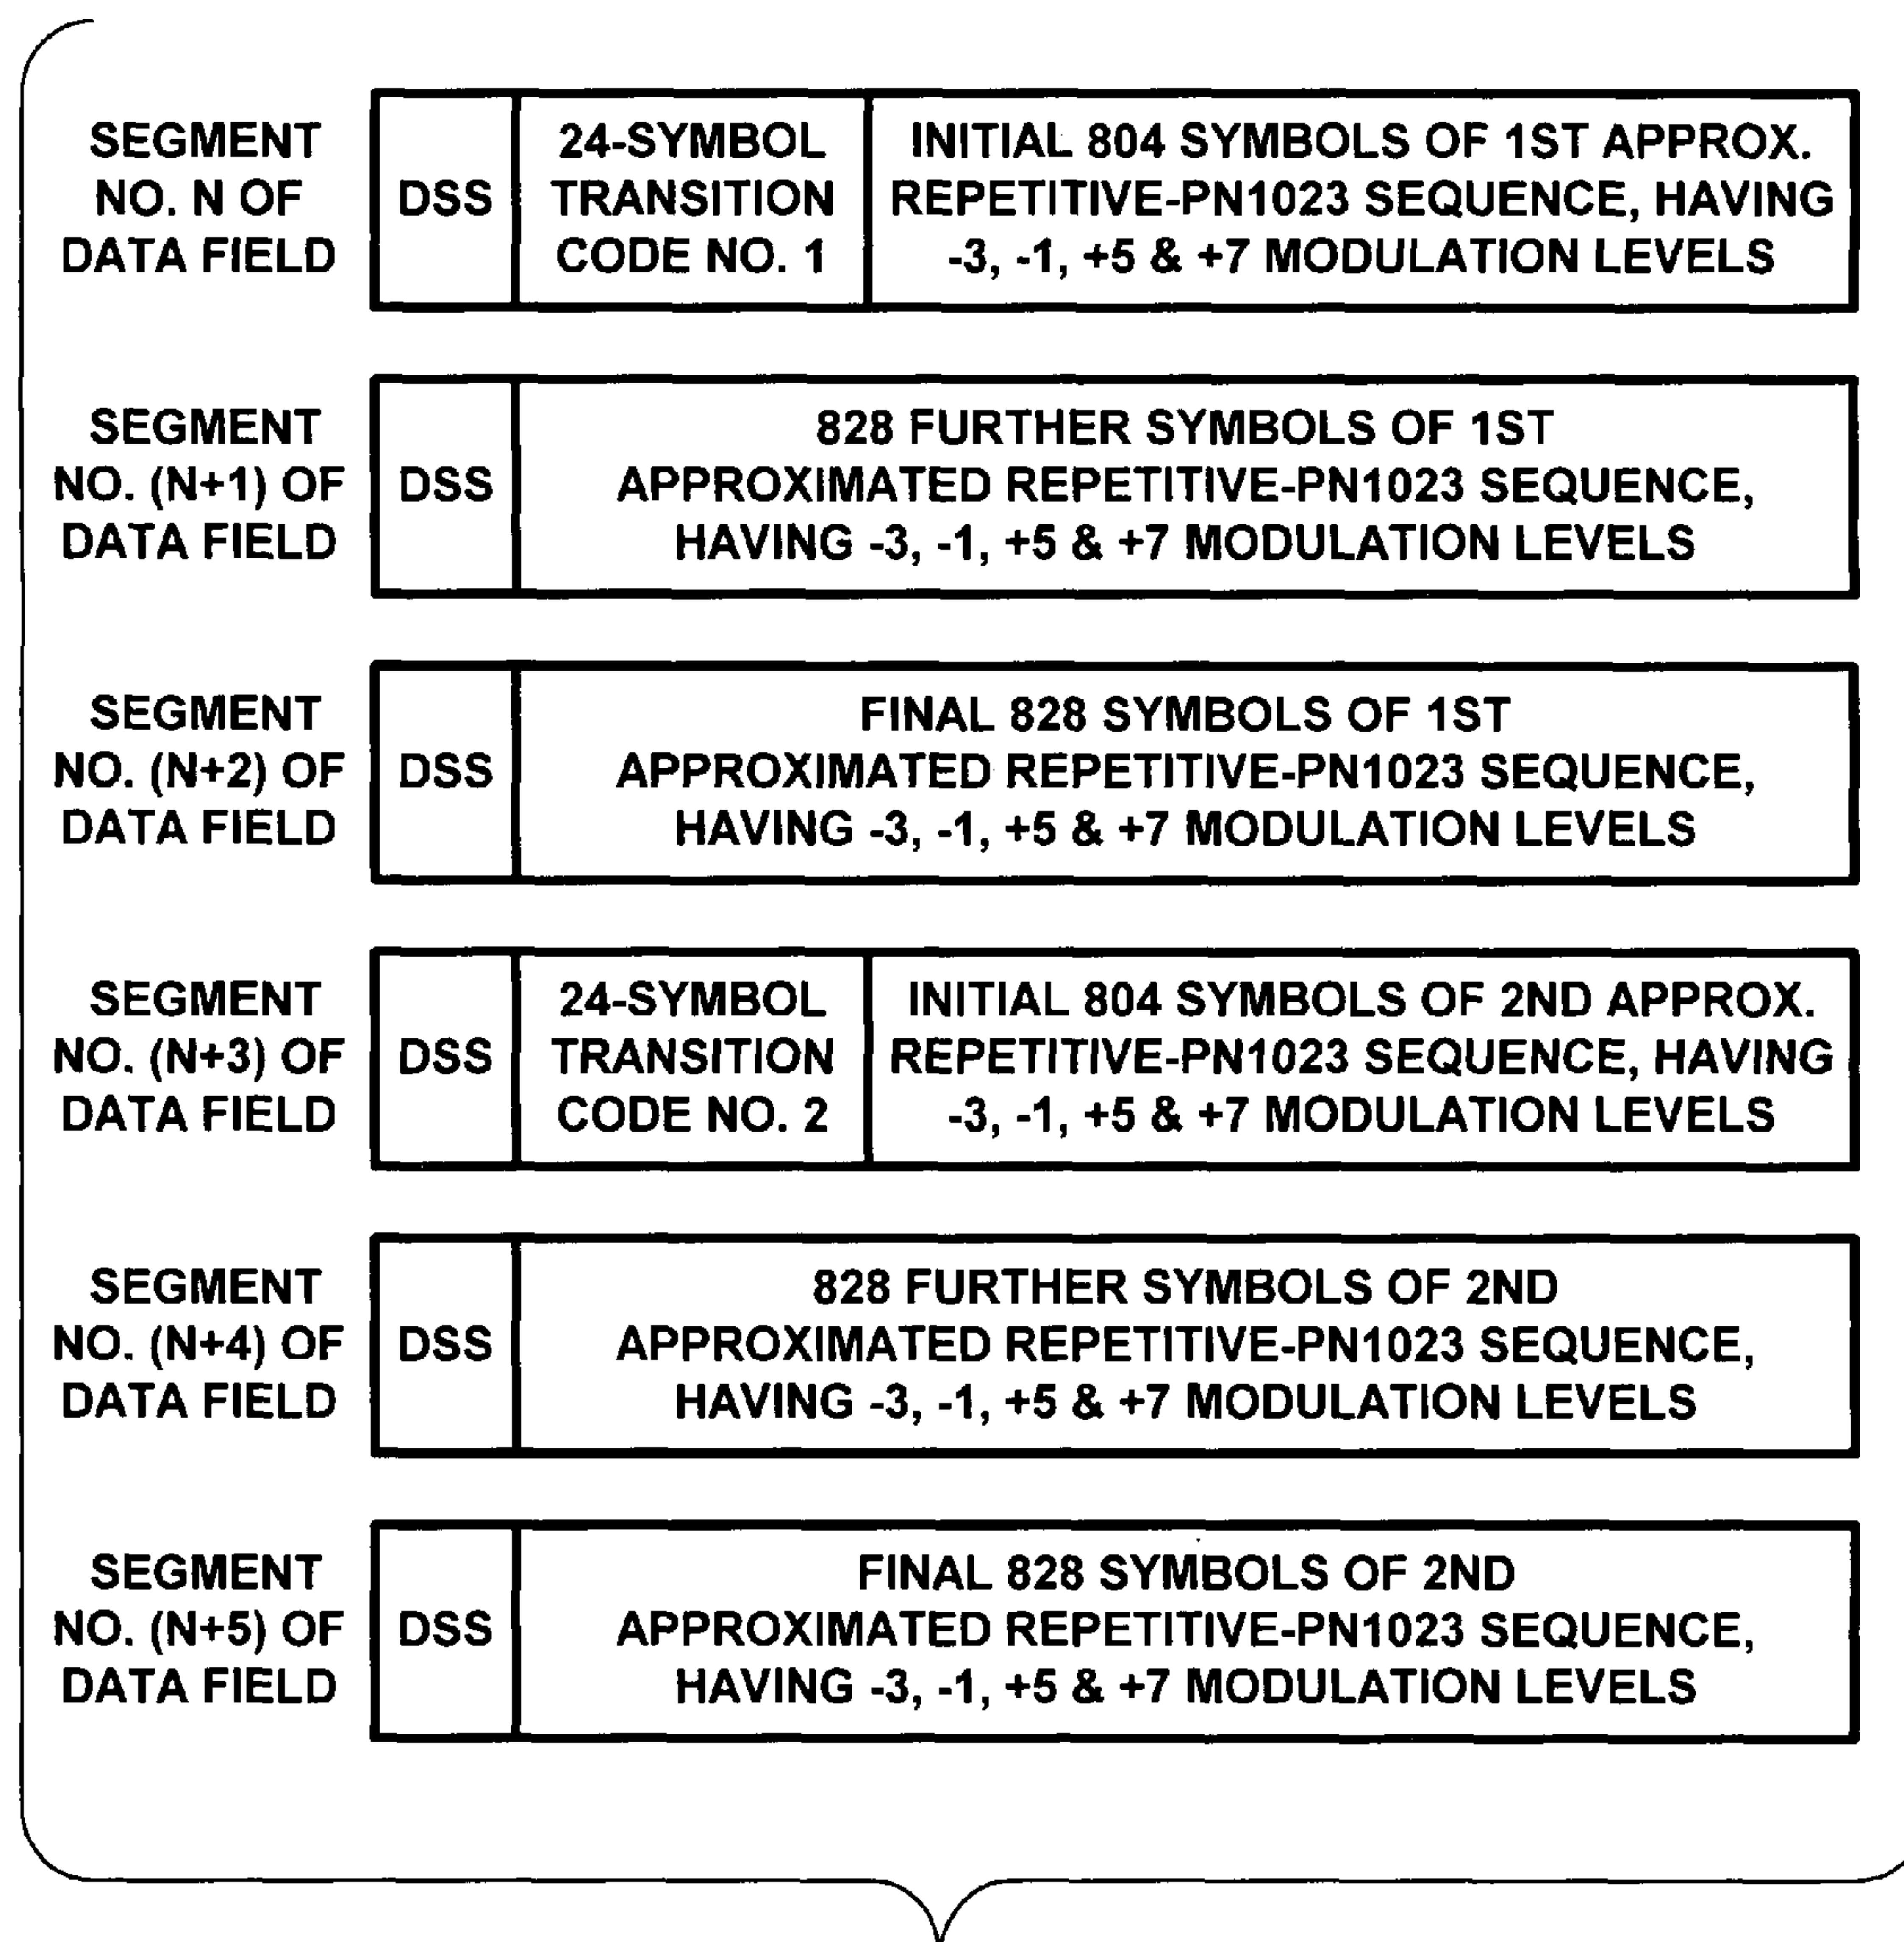 SEGMENT
NO. N OF
DATA FIELD
DSS
24-SYMBOL
TRANSITION
CODE NO. 1
INITIAL 804 SYMBOLS OF 1ST APPROX.
REPETITIVE-PN1023 SEQUENCE, HAVING
-3, -1, +5 & +7 MODULATION LEVELS
SEGMENT
NO. (N+1) OF
DATA FIELD
DSS
828 FURTHER SYMBOLS OF 1ST
APPROXIMATED REPETITIVE-PN1023 SEQUENCE,
HAVING -3, -1, +5 & +7 MODULATION LEVELS
SEGMENT
NO. (N+2) OF
DATA FIELD
DSS
FINAL 828 SYMBOLS OF 1ST
APPROXIMATED REPETITIVE-PN1023 SEQUENCE,
HAVING -3, -1, +5 & +7 MODULATION LEVELS
SEGMENT
NO. (N+3) OF
DATA FIELD
DSS
24-SYMBOL
TRANSITION
CODE NO. 2
INITIAL 804 SYMBOLS OF 2ND APPROX.
REPETITIVE-PN1023 SEQUENCE, HAVING
-3, -1, +5 & +7 MODULATION LEVELS
SEGMENT
NO. (N+4) OF
DATA FIELD
DSS
828 FURTHER SYMBOLS OF 2ND
APPROXIMATED REPETITIVE-PN1023 SEQUENCE,
HAVING -3, -1, +5 & +7 MODULATION LEVELS
SEGMENT
NO. (N+5) OF
DATA FIELD
DSS
FINAL 828 SYMBOLS OF 2ND
APPROXIMATED REPETITIVE-PN1023 SEQUENCE,
HAVING -3, -1, +5 & +7 MODULATION LEVELS